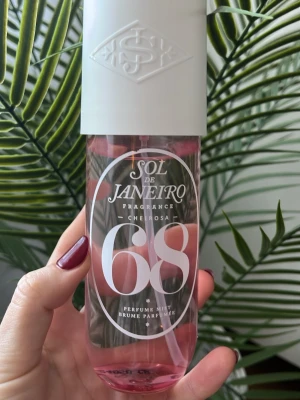 SOL
DE
JANEIRO
FRAGRANCE
CHEIROSA
68
PERFUME MIST
BRUME PARFUMÉE